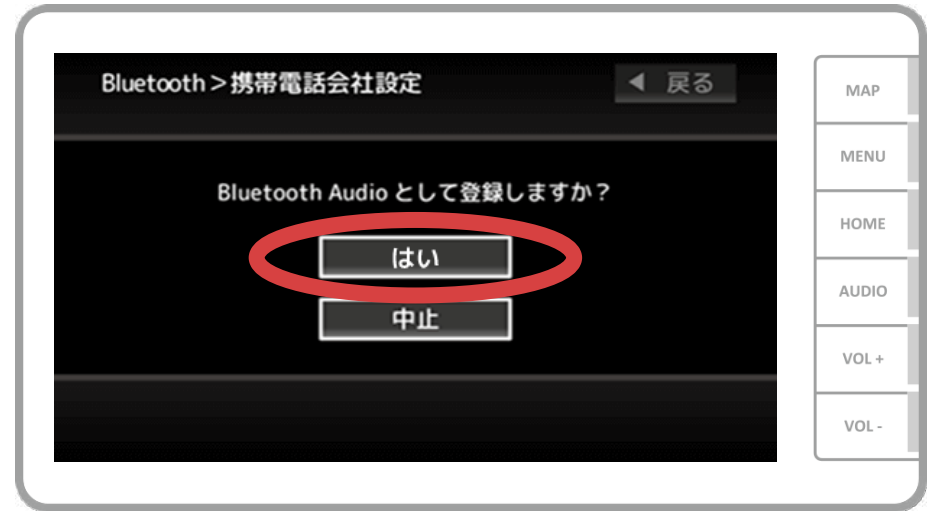 Bluetooth＞携帯電話会社設定
◀ 戻る
Bluetooth Audio として登録しますか？
はい
中止
MAP
MENU
HOME
AUDIO
VOL +
VOL -